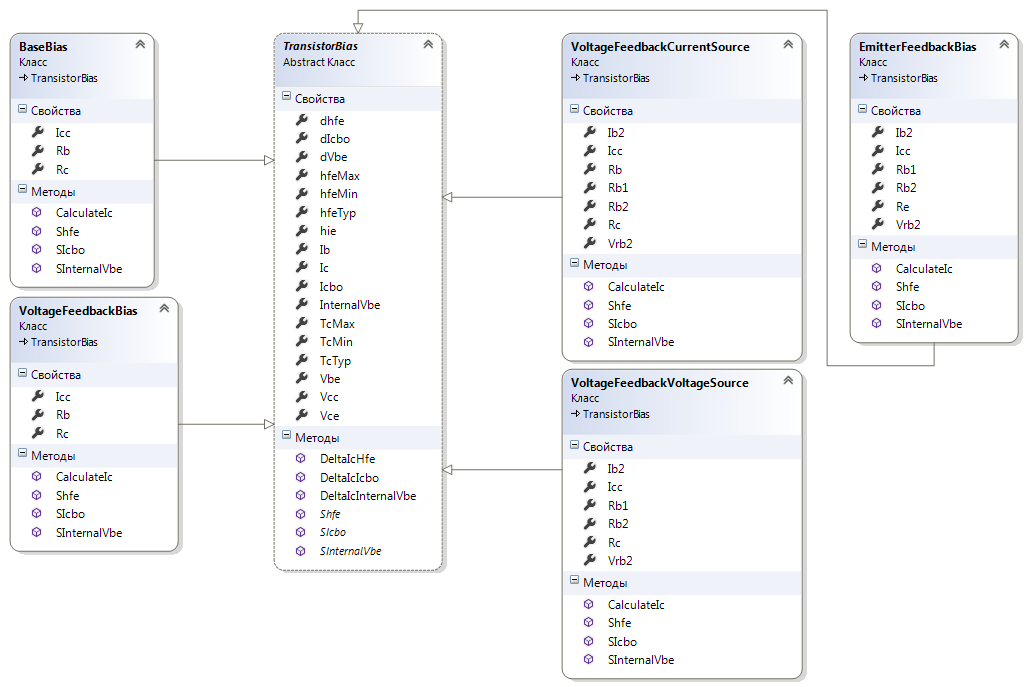 BaseBias
Класс
TransistorBias
Свойства
Icc
Rb
Rc
Методы
CalculateIc
Shfe
SIcbo
SInternalVbe
VoltageFeedbackBias
Класс
TransistorBias
Свойства
Icc
Rb
Rc
Методы
CalculateIc
Shfe
SIcbo
SInternalVbe
TransistorBias
Abstract Класс
Свойства
dhfe
dIcbo
dVbe
hfeMax
hfeMin
hfeTyp
hie
Ib
Ic
Icbo
InternalVbe
TcMax
TcMin
TcTyp
Vbe
Vcc
Vce
Методы
DeltaIcHfe
DeltaIcIcbo
DeltaIcInternalVbe
Shfe
SIcbo
SInternalVbe
VoltageFeedbackCurrentSource
Класс
TransistorBias
Свойства
Ib2
Icc
Rb
Rb1
Rb2
Rc
Vrb2
Методы
CalculateIc
Shfe
SIcbo
SInternalVbe
VoltageFeedbackVoltageSource
Класс
TransistorBias
Свойства
Ib2
Icc
Rb1
Rb2
Rc
Vrb2
Методы
CalculateIc
Shfe
SIcbo
SInternalVbe
EmitterFeedbackBias
Класс
TransistorBias
Свойства
Ib2
Icc
Rb1
Rb2
Re
Vrb2
Методы
CalculateIc
Shfe
SIcbo
SInternalVbe